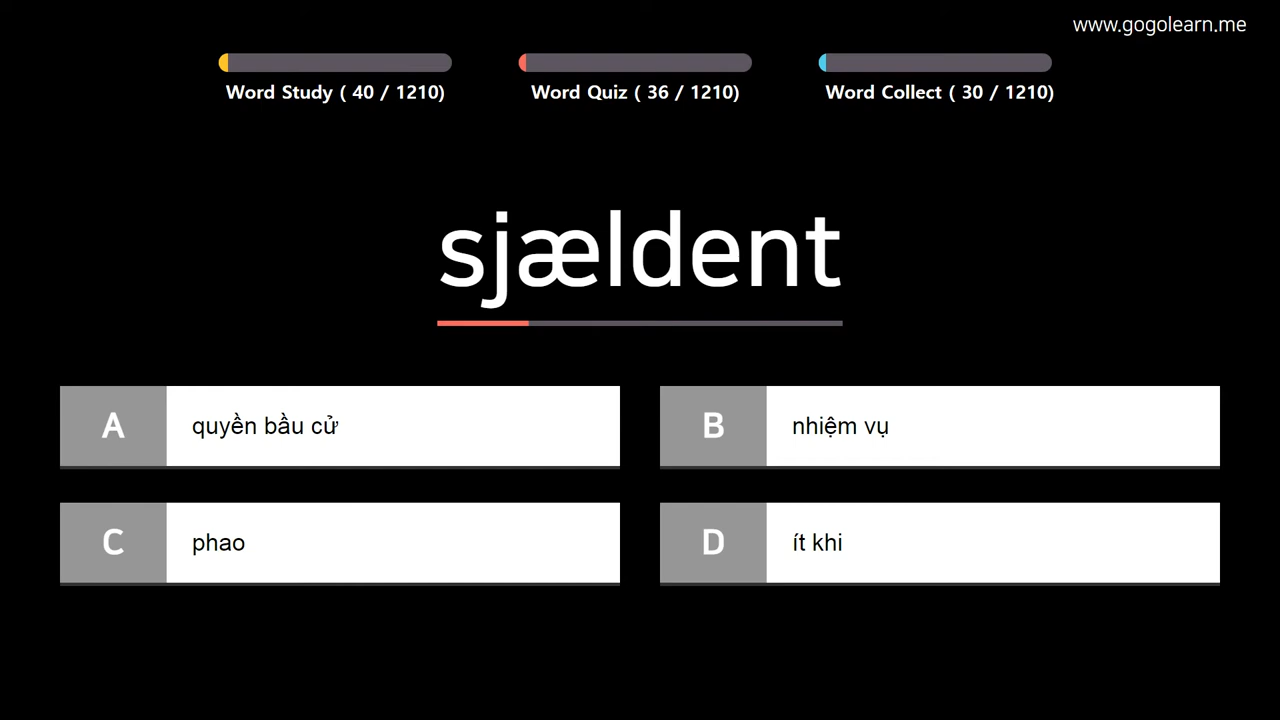 www.gogolearn.me
Word Study ( 40 / 1210)
Word Quiz ( 36 / 1210)
Word Collect ( 30 / 1210)
sjældent
A quyền bầu cử
B nhiệm vụ
C phao
D ít khi